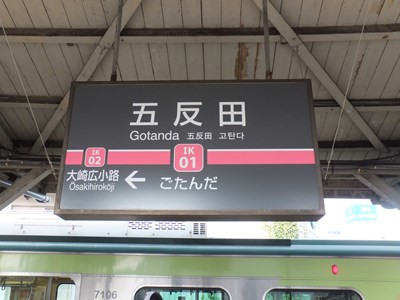 五反田
Gotanda 五反田 고탄다
IK 02
IK 01
大崎広小路
Ōsakihirokōji
← ごたんだ
7106